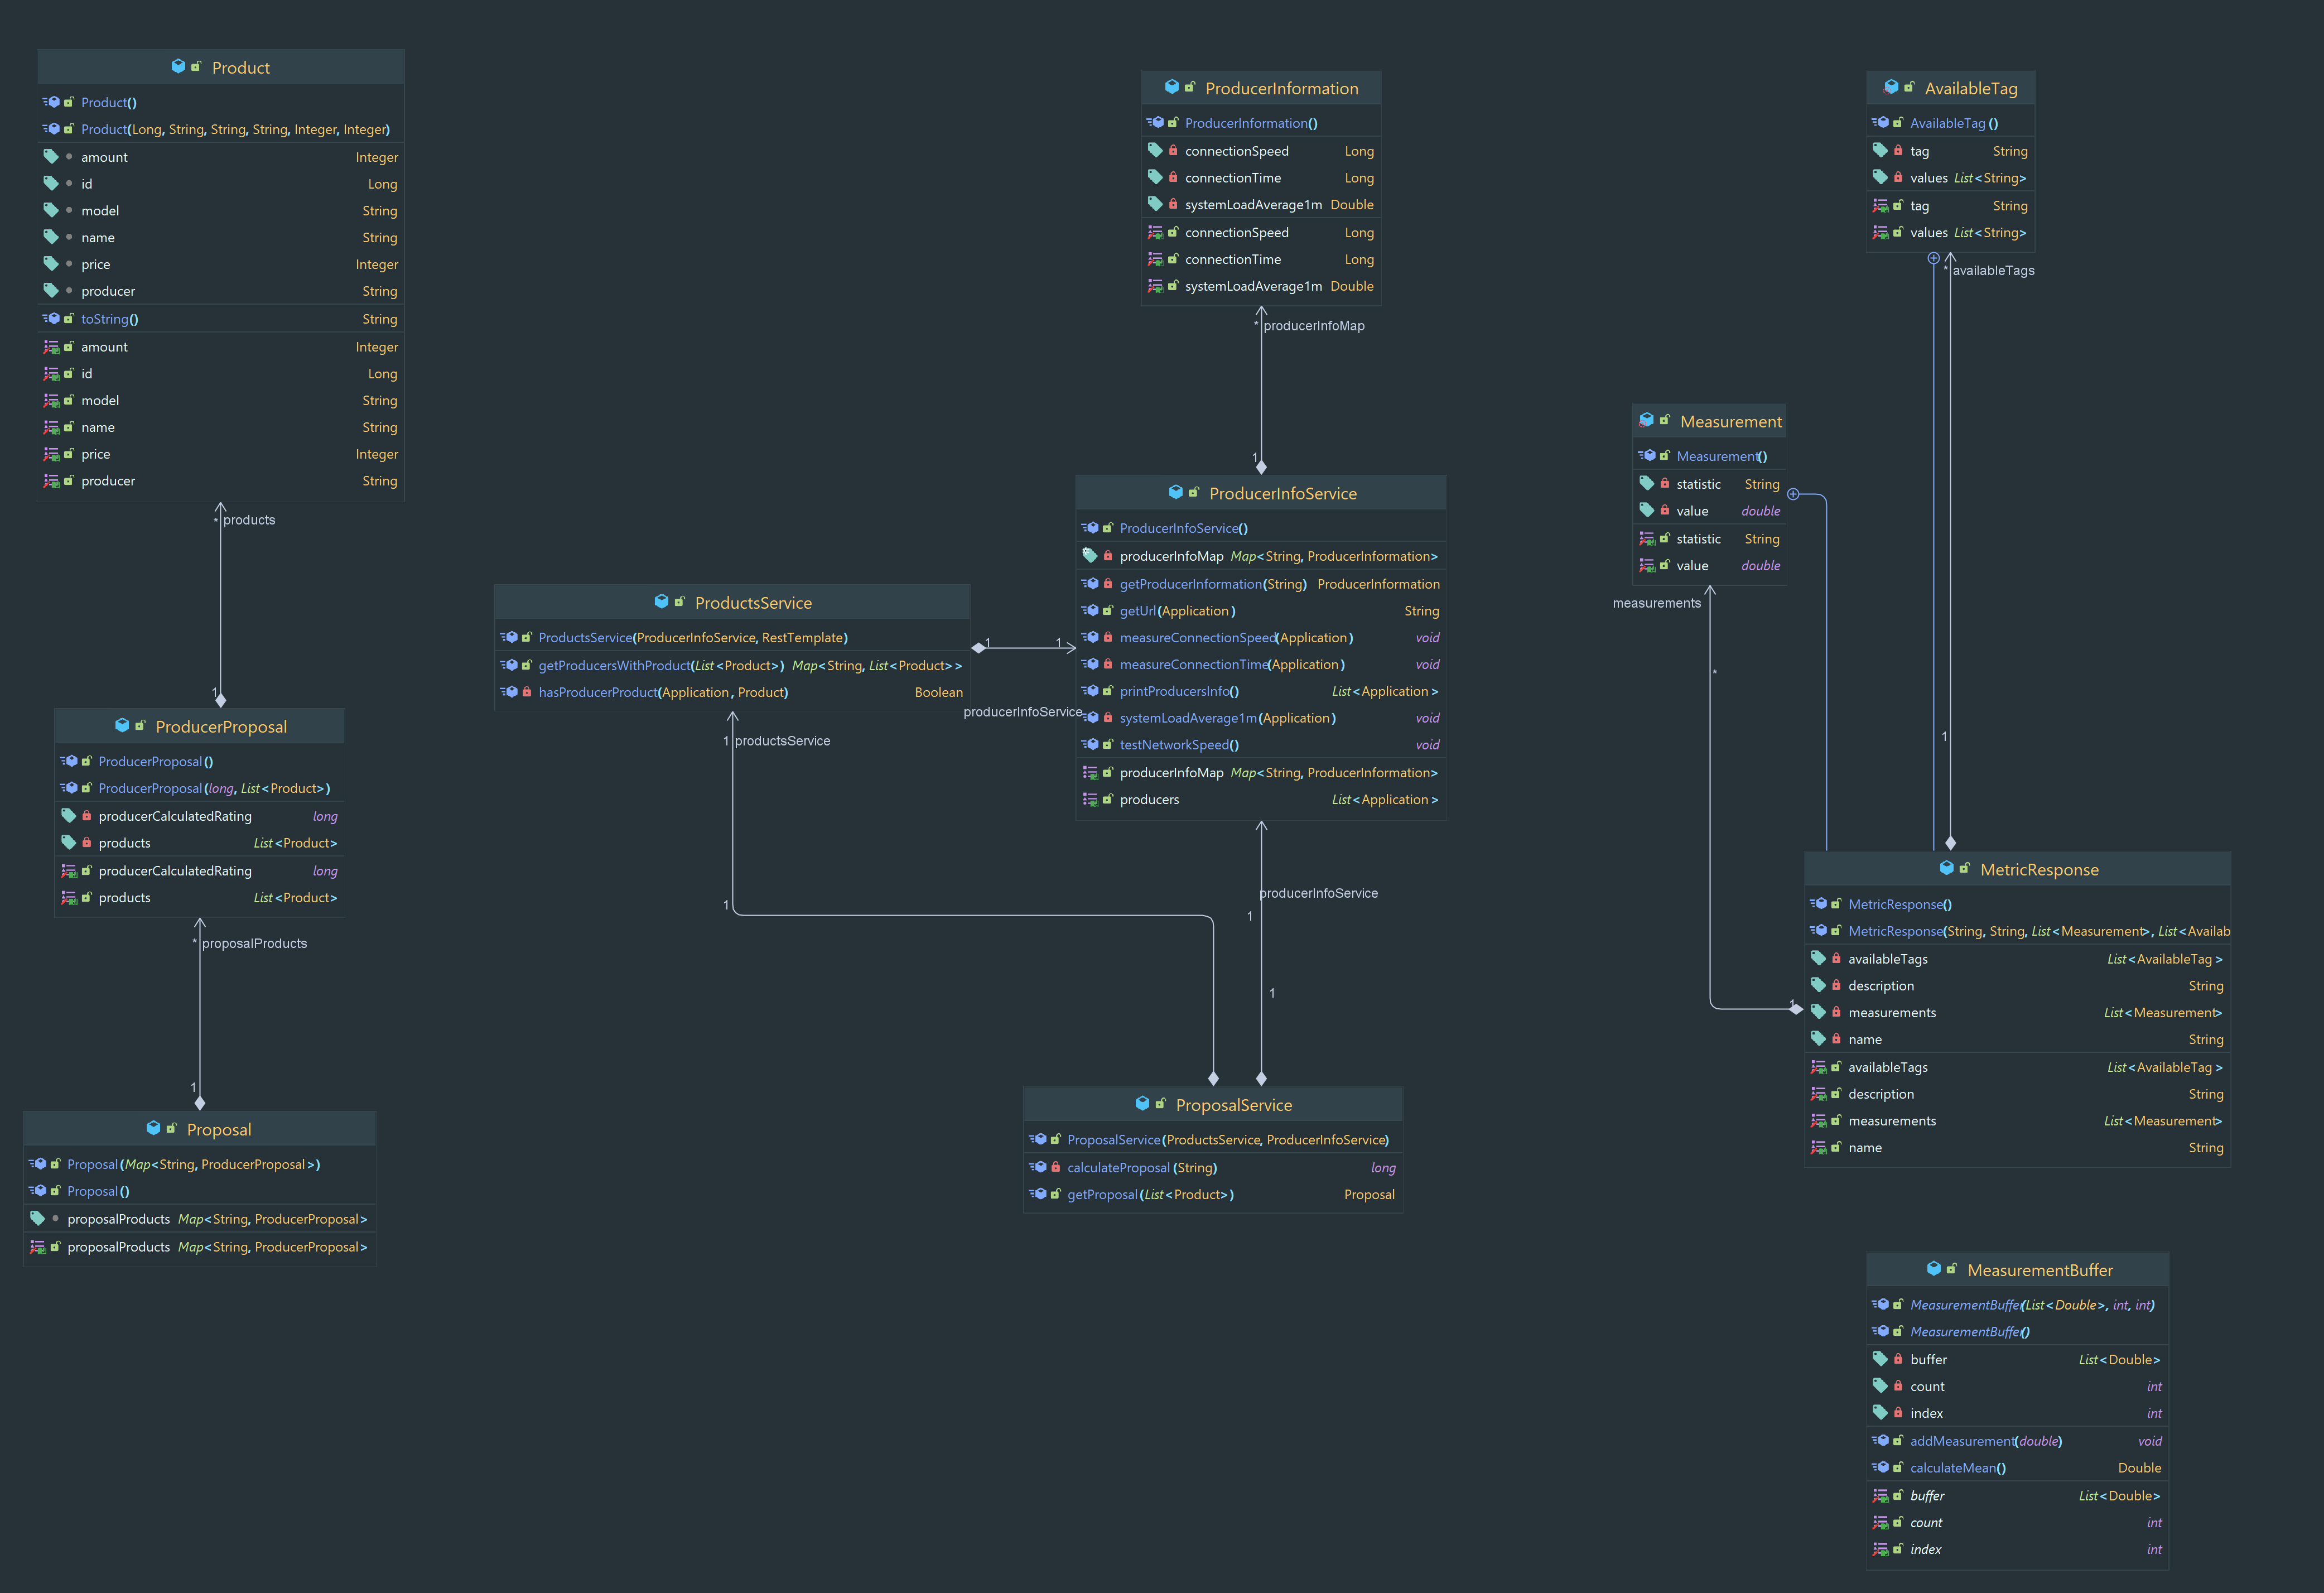 Product
Product()
Product(Long, String, String, String, Integer, Integer)
amount Integer
id Long
model String
name String
price Integer
producer String
toString() String
amount Integer
id Long
model String
name String
price Integer
producer String
* products
1
ProducerProposal
ProducerProposal()
ProducerProposal(long, List<Product>)
producerCalculatedRating long
products List<Product>
producerCalculatedRating long
products List<Product>
* proposalProducts
1
Proposal
Proposal(Map<String, ProducerProposal>)
Proposal()
proposalProducts Map<String, ProducerProposal>
proposalProducts Map<String, ProducerProposal>
ProductsService
ProductsService(ProducerInfoService, RestTemplate)
getProducersWithProduct(List<Product>) Map<String, List<Product>>
hasProducerProduct(Application, Product) Boolean
1 1
producerInfoService
1 productsService
1
ProducerInformation
ProducerInformation()
connectionSpeed Long
connectionTime Long
systemLoadAverage1m Double
connectionSpeed Long
connectionTime Long
systemLoadAverage1m Double
* producerInfoMap
1
ProducerInfoService
ProducerInfoService()
producerInfoMap Map<String, ProducerInformation>
getProducerInformation(String) ProducerInformation
getUrl(Application) String
measureConnectionSpeed(Application) void
measureConnectionTime(Application) void
printProducersInfo() List<Application>
systemLoadAverage1m(Application) void
testNetworkSpeed() void
producerInfoMap Map<String, ProducerInformation>
producers List<Application>
producerInfoService
1
1
ProposalService
ProposalService(ProductsService, ProducerInfoService)
calculateProposal(String) long
getProposal(List<Product>) Proposal
AvailableTag
AvailableTag()
tag String
values List<String>
tag String
values List<String>
* availableTags
1
Measurement
Measurement()
statistic String
value double
statistic String
value double
measurements
*
1
MetricResponse
MetricResponse()
MetricResponse(String, String, List<Measurement>, List<Availab
availableTags List<AvailableTag>
description String
measurements List<Measurement>
name String
availableTags List<AvailableTag>
description String
measurements List<Measurement>
name String
MeasurementBuffer
MeasurementBuffer(List<Double>, int, int)
MeasurementBuffer()
buffer List<Double>
count int
index int
addMeasurement(double) void
calculateMean() Double
buffer List<Double>
count int
index int